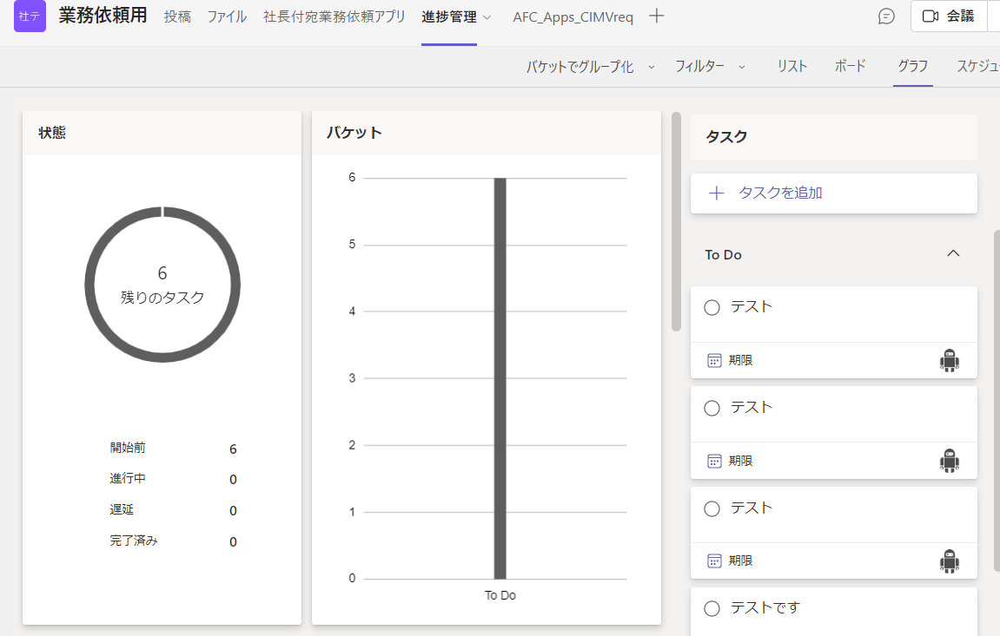 社テ 業務依頼用 投稿 ファイル 社長付宛業務依頼アプリ 進捗管理 AFC_Apps_CIMVreq 会議
バケットでグループ化 フィルター リスト ボード グラフ スケジュ
状態
6
残りのタスク
開始前 6
進行中 0
遅延 0
完了済み 0
バケット
6
5
4
3
2
1
0
To Do
タスク
タスクを追加
To Do
テスト
期限
テスト
期限
テスト
期限
テストです